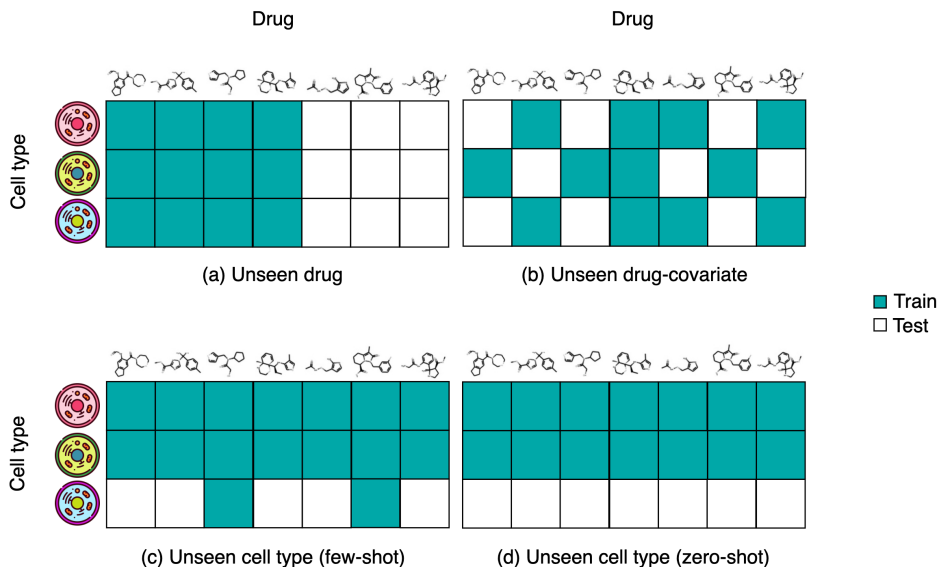 Drug
Drug
Cell type
(a) Unseen drug
(b) Unseen drug-covariate
Train
Test
Cell type
(c) Unseen cell type (few-shot)
(d) Unseen cell type (zero-shot)